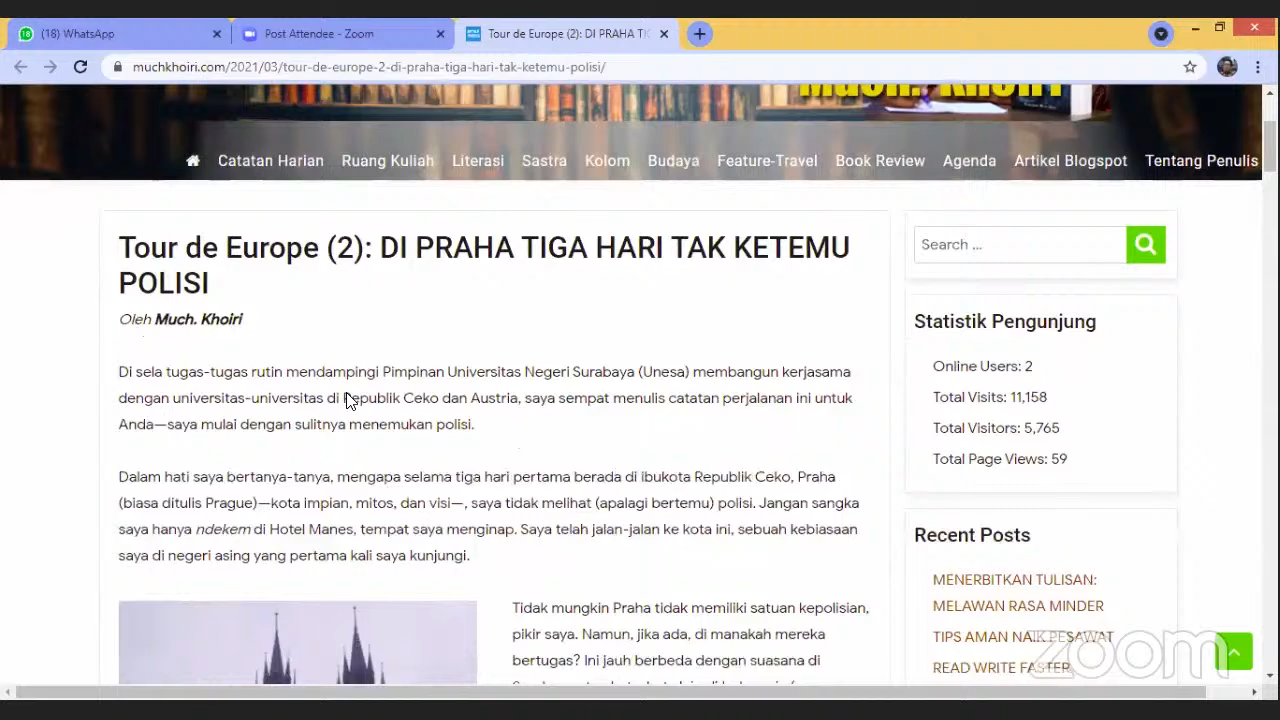 (18) WhatsApp
Post Attendee - Zoom
Tour de Europe (2): DI PRAHA T
muchkhoiri.com/2021/03/tour-de-europe-2-di-praha-tiga-hari-tak-ketemu-polisi/
Much. Khoiri
Catatan Harian Ruang Kuliah Literasi Sastra Kolom Budaya Feature-Travel Book Review Agenda Artikel Blogspot Tentang Penulis
Tour de Europe (2): DI PRAHA TIGA HARI TAK KETEMU
POLISI
Oleh Much. Khoiri
Di sela tugas-tugas rutin mendampingi Pimpinan Universitas Negeri Surabaya (Unesa) membangun kerjasama
dengan universitas-universitas di Republik Ceko dan Austria, saya sempat menulis catatan perjalanan ini untuk
Anda—saya mulai dengan sulitnya menemukan polisi.
Dalam hati saya bertanya-tanya, mengapa selama tiga hari pertama berada di ibukota Republik Ceko, Praha
(biasa ditulis Prague)—kota impian, mitos, dan visi—, saya tidak melihat (apalagi bertemu) polisi. Jangan sangka
saya hanya ndekem di Hotel Manes, tempat saya menginap. Saya telah jalan-jalan ke kota ini, sebuah kebiasaan
saya di negeri asing yang pertama kali saya kunjungi.
Tidak mungkin Praha tidak memiliki satuan kepolisian,
pikir saya. Namun, jika ada, di manakah mereka
bertugas? Ini jauh berbeda dengan suasana di
Search ...
Statistik Pengunjung
Online Users: 2
Total Visits: 11,158
Total Visitors: 5,765
Total Page Views: 59
Recent Posts
MENERBITKAN TULISAN:
MELAWAN RASA MINDER
TIPS AMAN NAIK PESAWAT
READ WRITE FASTER
zoom